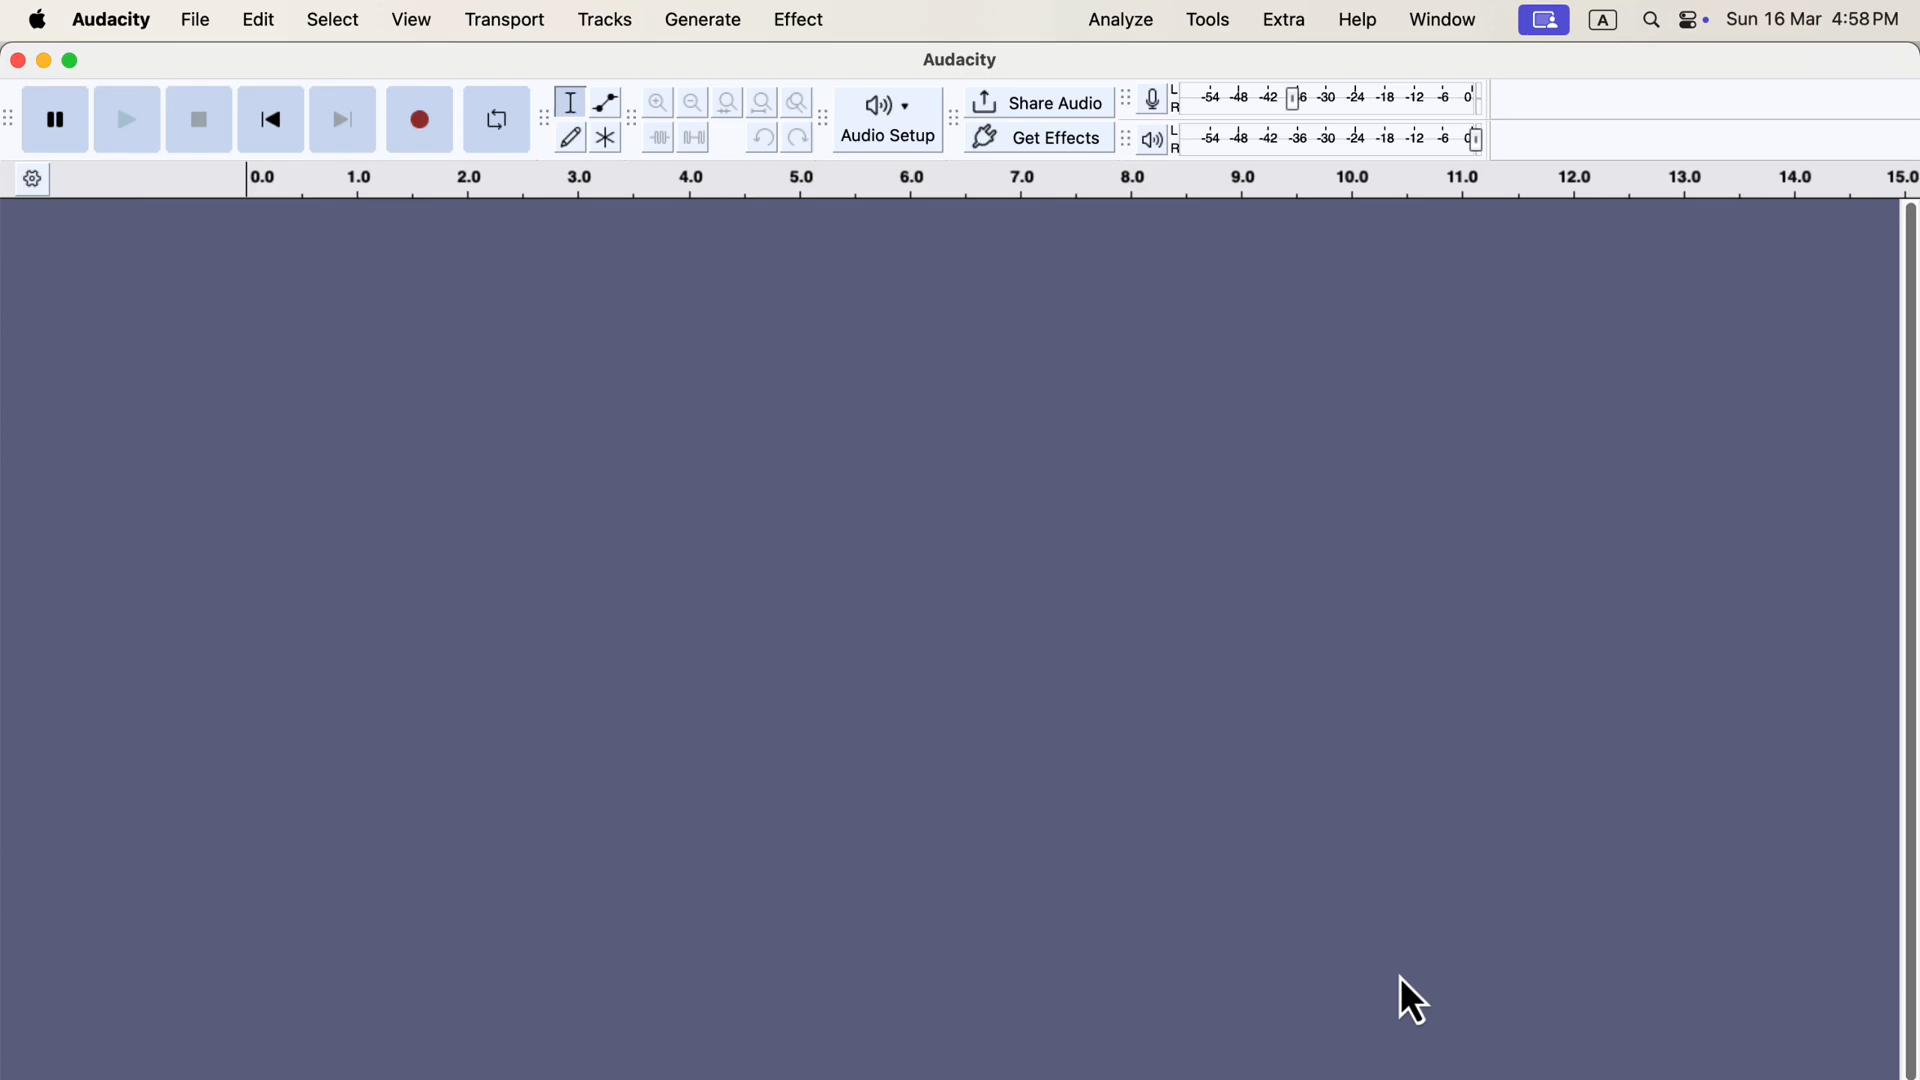 Audacity File Edit Select View Transport Tracks Generate Effect Analyze Tools Extra Help Window A Sun 16 Mar 4:58 PM
Audacity
Audio Setup
Share Audio
Get Effects
L
R
-54 -48 -42 6 -30 -24 -18 -12 -6 0
L
R
-54 -48 -42 -36 -30 -24 -18 -12 -6 0
0.0 1.0 2.0 3.0 4.0 5.0 6.0 7.0 8.0 9.0 10.0 11.0 12.0 13.0 14.0 15.0